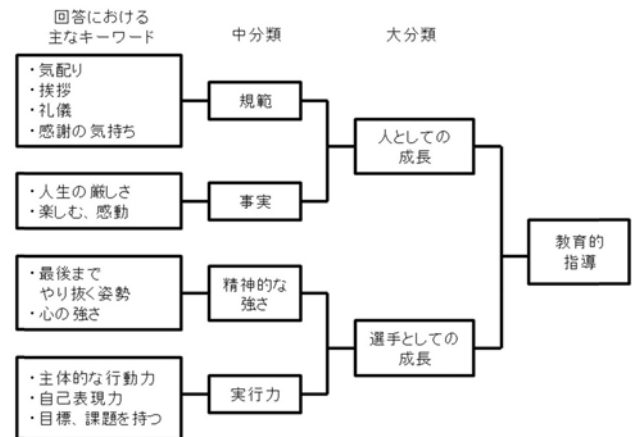 回答における
主なキーワード
中分類
大分類
・気配り
・挨拶
・礼儀
・感謝の気持ち
規範
人としての
成長
・人生の厳しさ
・楽しむ、感動
事実
教育的
指導
・最後まで
やり抜く姿勢
・心の強さ
精神的な
強さ
選手としての
成長
・主体的な行動力
・自己表現力
・目標、課題を持つ
実行力